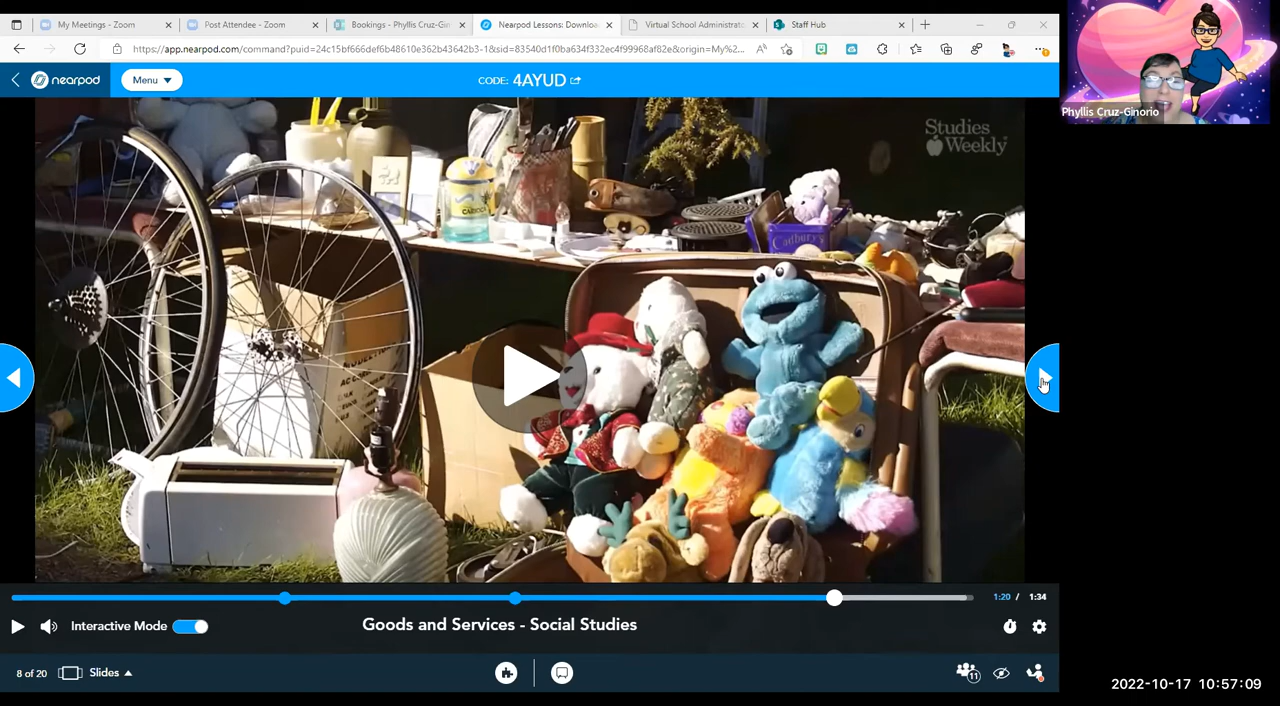 My Meetings - Zoom
Post Attendee - Zoom
Bookings - Phyllis Cruz-Gin
Nearpod Lessons: Downloa
Virtual School Administrato
Staff Hub
https://app.nearpod.com/command?puid=24c15bf666def6b48610e362b43642b3-1&sid=83540d1f0ba634f332ec4f99968af82e&origin=My%2...
nearpod
Menu
CODE: 4AYUD
Phyllis Cruz-Ginorio
Studies
Weekly
Cadbury's
1:20 / 1:34
Interactive Mode
Goods and Services - Social Studies
8 of 20
Slides
11
2022-10-17 10:57:09